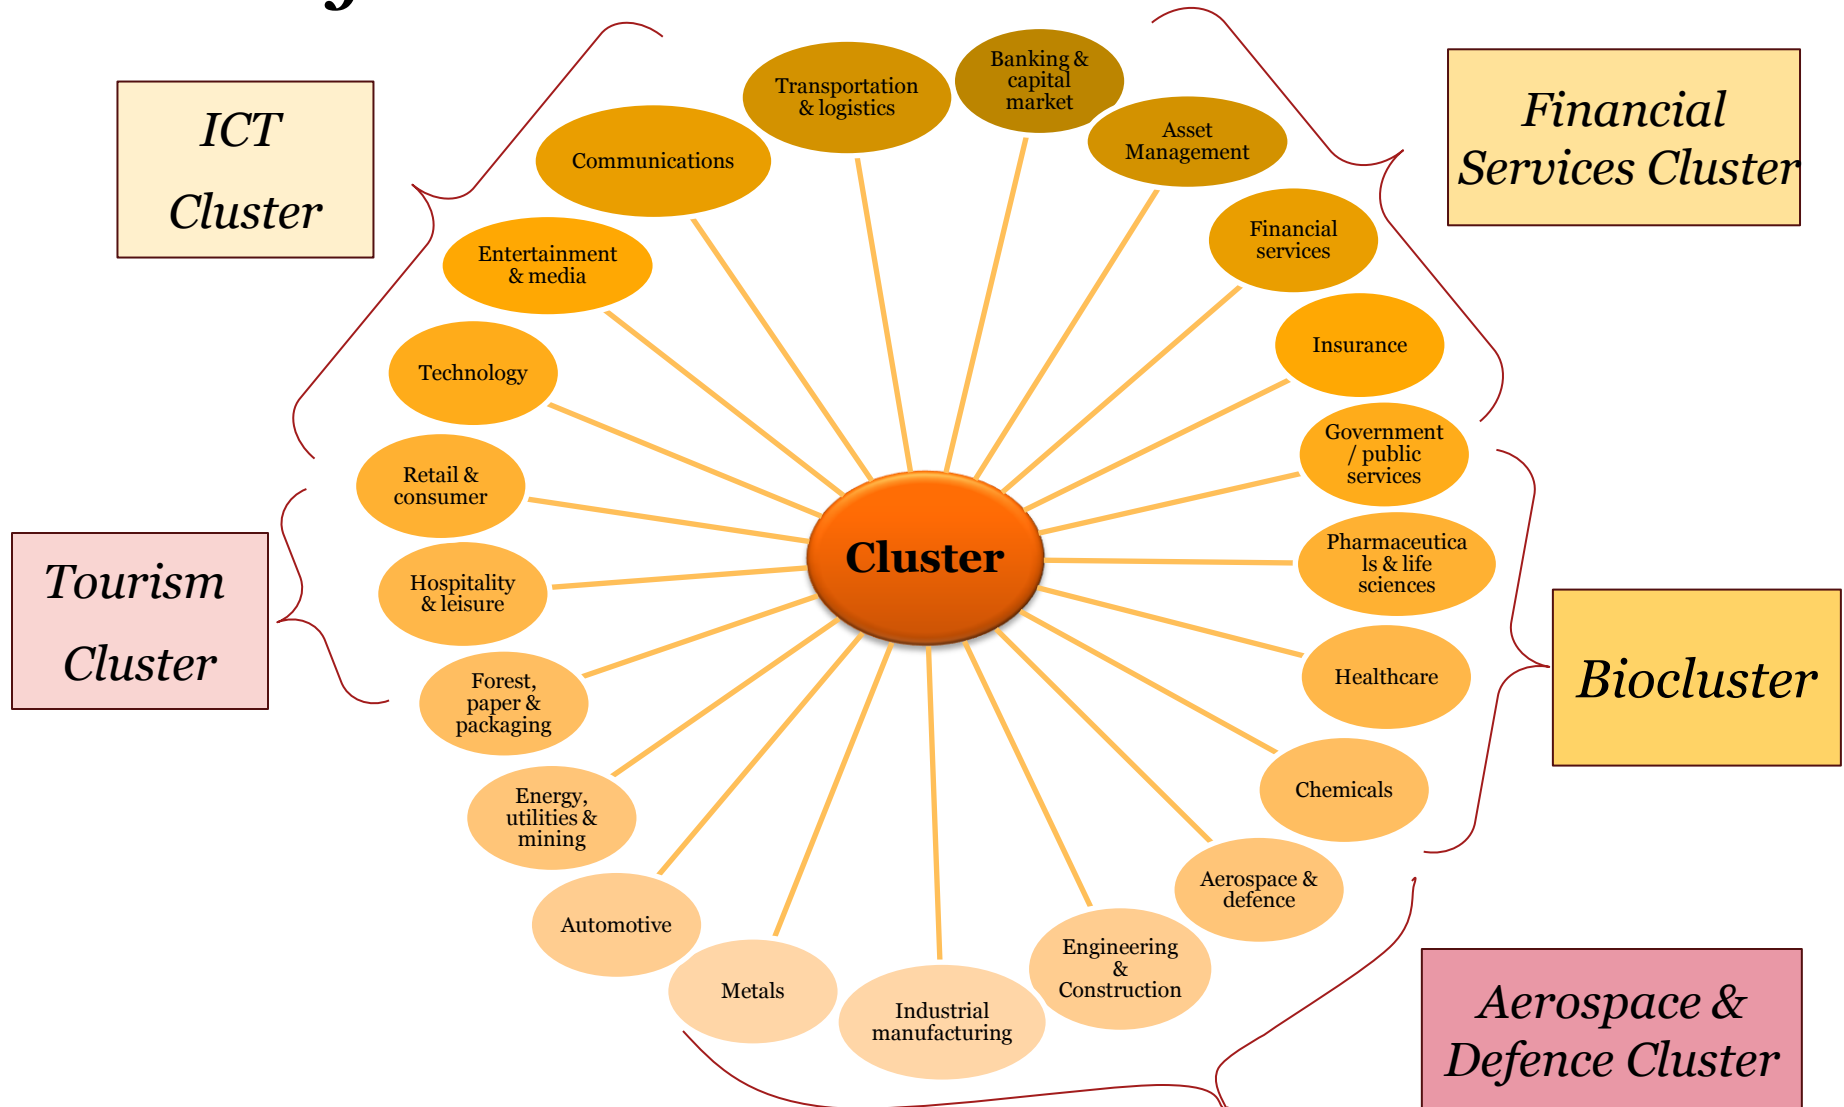 ICT
Cluster
Financial
Services Cluster
Tourism
Cluster
Biocluster
Aerospace &
Defence Cluster
Cluster
Banking &
capital
market
Asset
Management
Financial
services
Insurance
Government
/ public
services
Pharmaceutica
ls & life
sciences
Healthcare
Chemicals
Aerospace &
defence
Engineering
&
Construction
Industrial
manufacturing
Metals
Automotive
Energy,
utilities &
mining
Forest,
paper &
packaging
Hospitality
& leisure
Retail &
consumer
Technology
Entertainment
& media
Communications
Transportation
& logistics